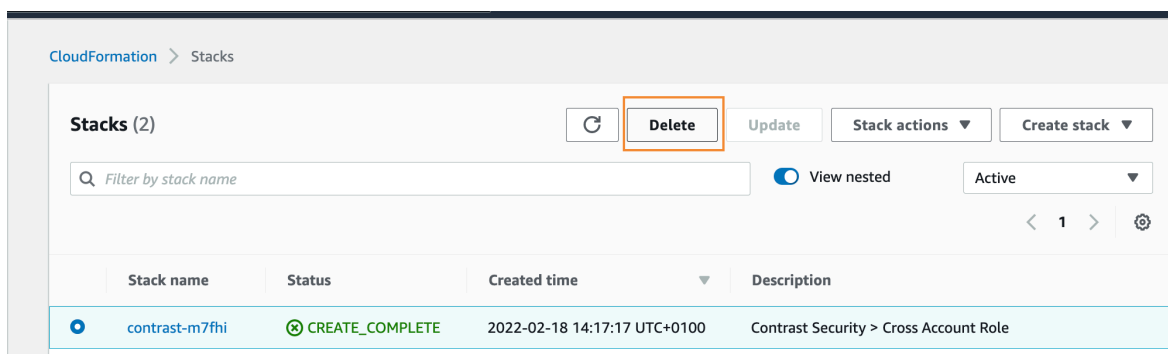 CloudFormation > Stacks
Stacks (2)
Delete
Update
Stack actions
Create stack
Filter by stack name
View nested
Active
1
Stack name Status Created time Description
contrast-m7fhi CREATE_COMPLETE 2022-02-18 14:17:17 UTC+0100 Contrast Security > Cross Account Role